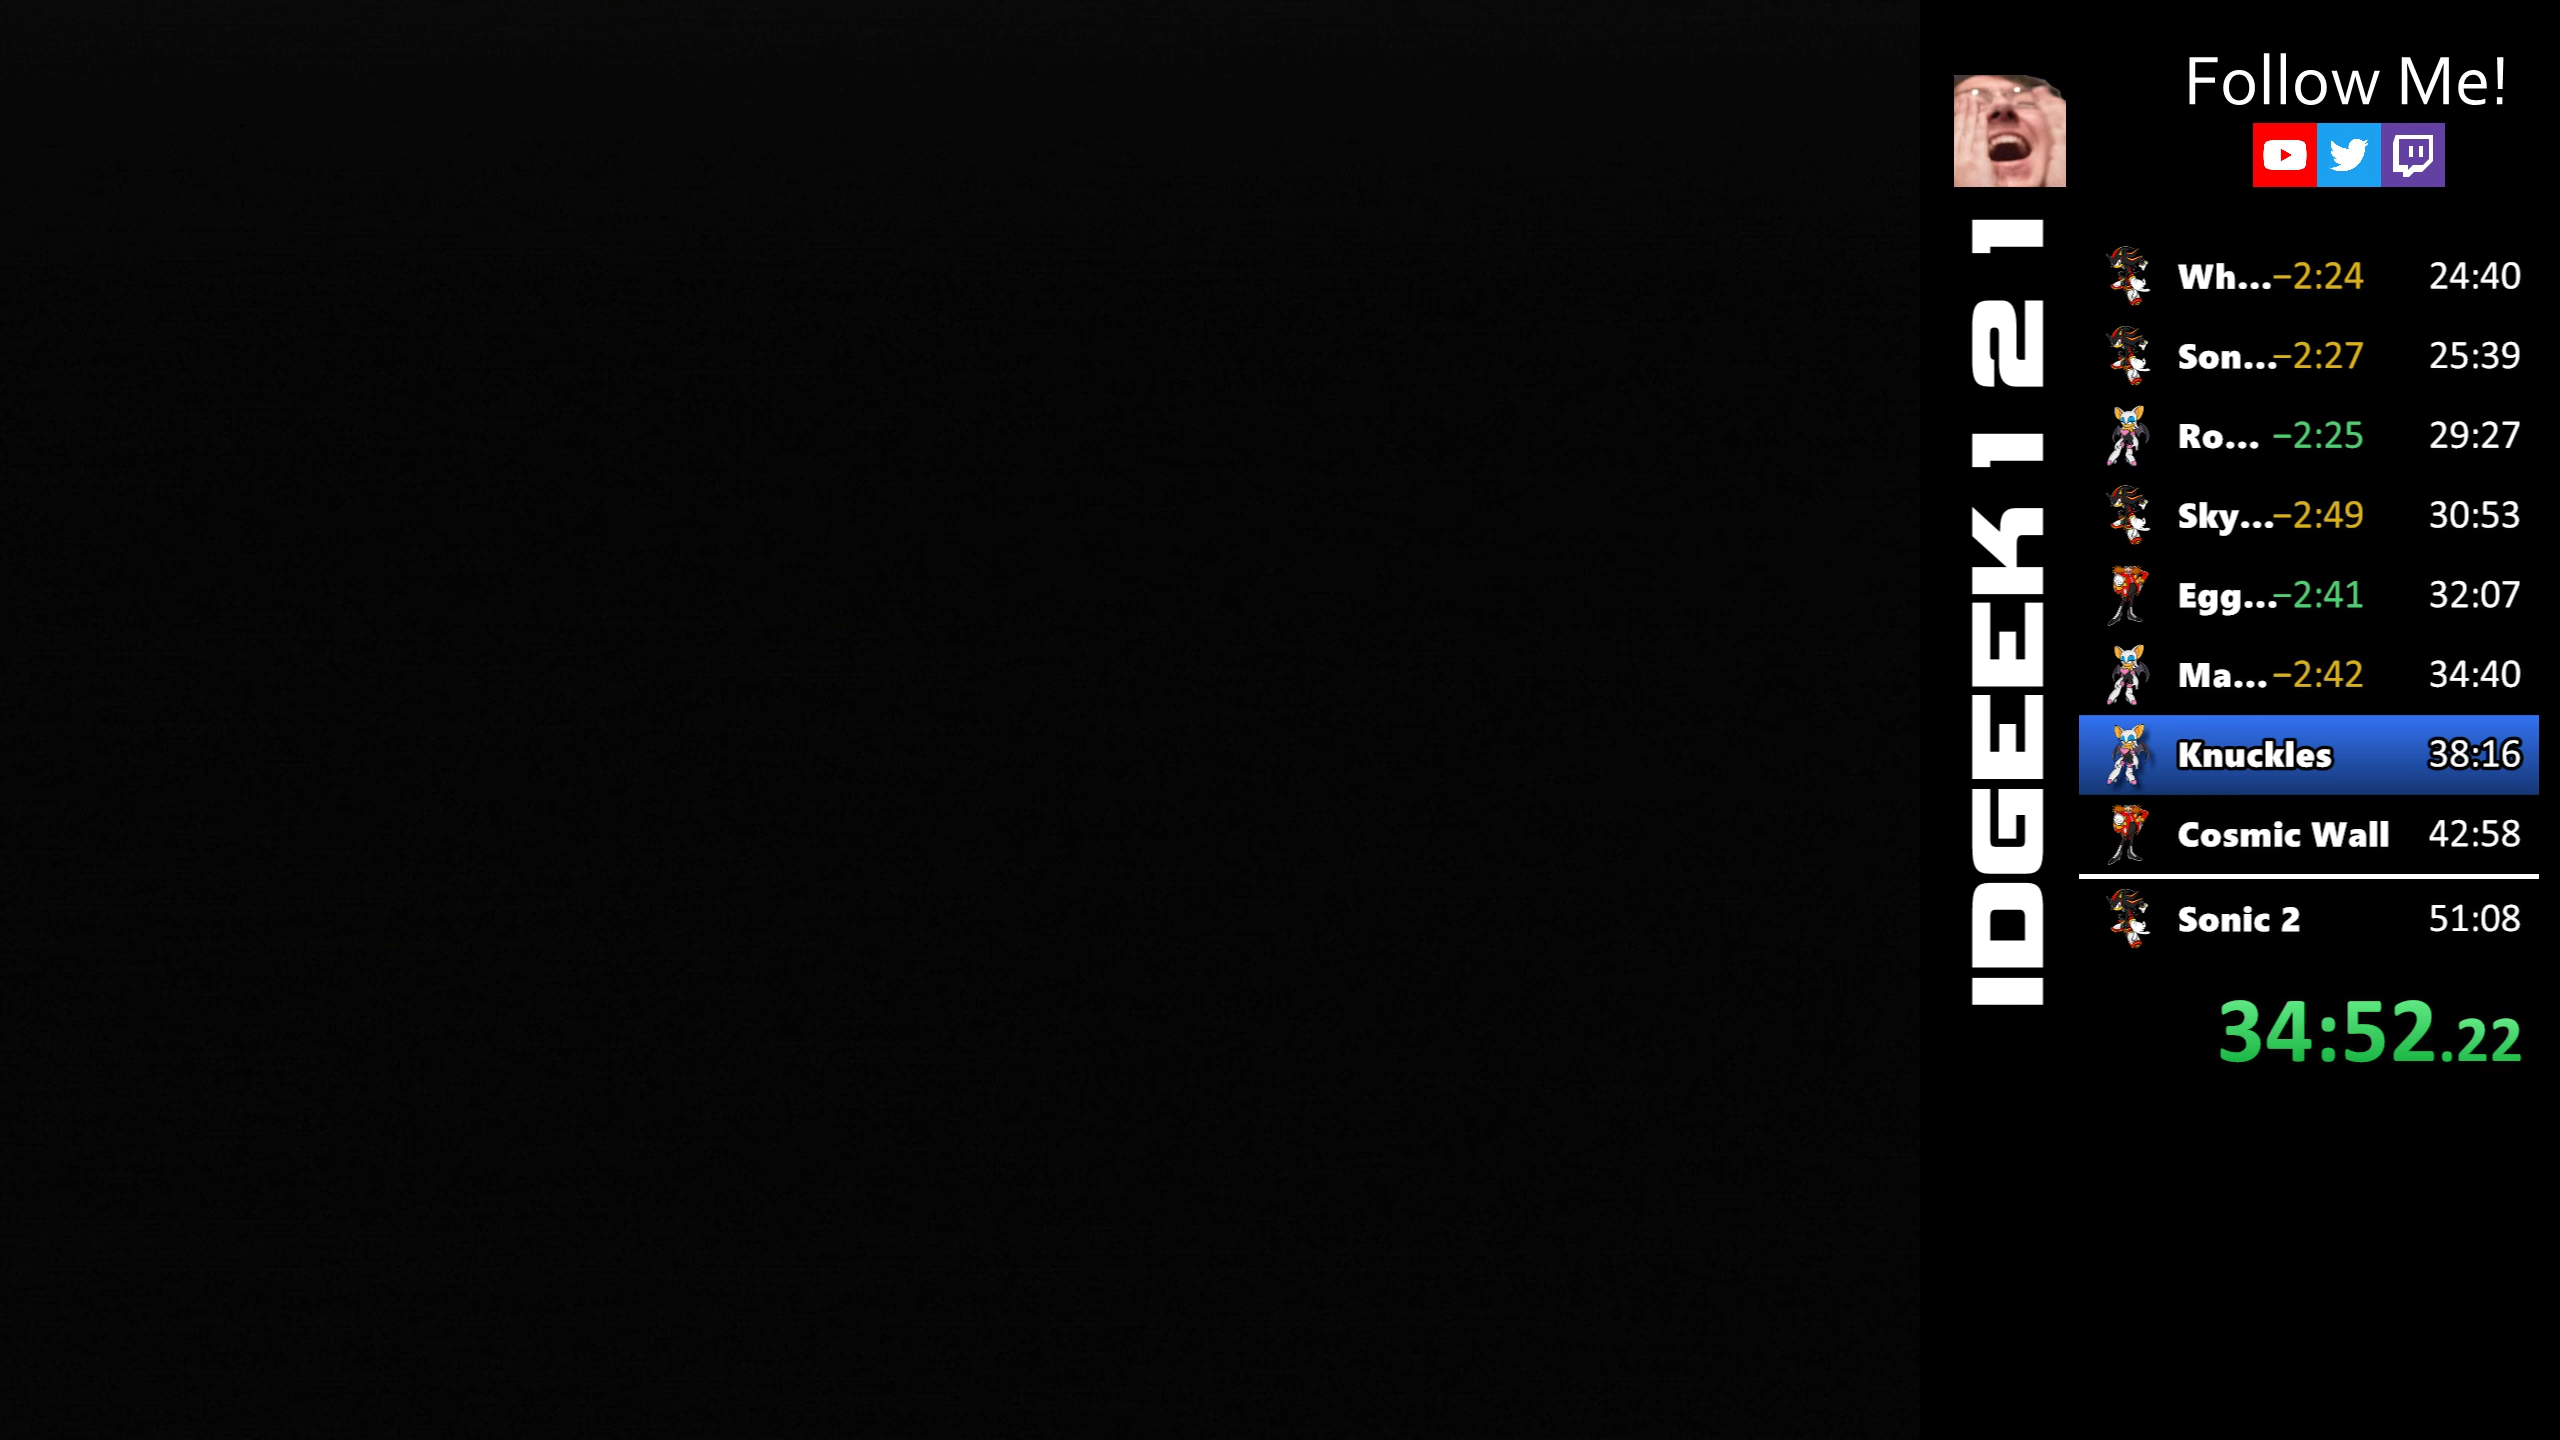 Follow Me!
IDGEEK121
Wh... −2:24 24:40
Son... −2:27 25:39
Ro... −2:25 29:27
Sky... −2:49 30:53
Egg... −2:41 32:07
Ma... −2:42 34:40
Knuckles 38:16
Cosmic Wall 42:58
Sonic 2 51:08
34:52.22